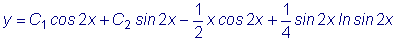 y = C₁ cos 2x + C₂ sin 2x − 1/2 x cos 2x + 1/4 sin 2x ln sin 2x